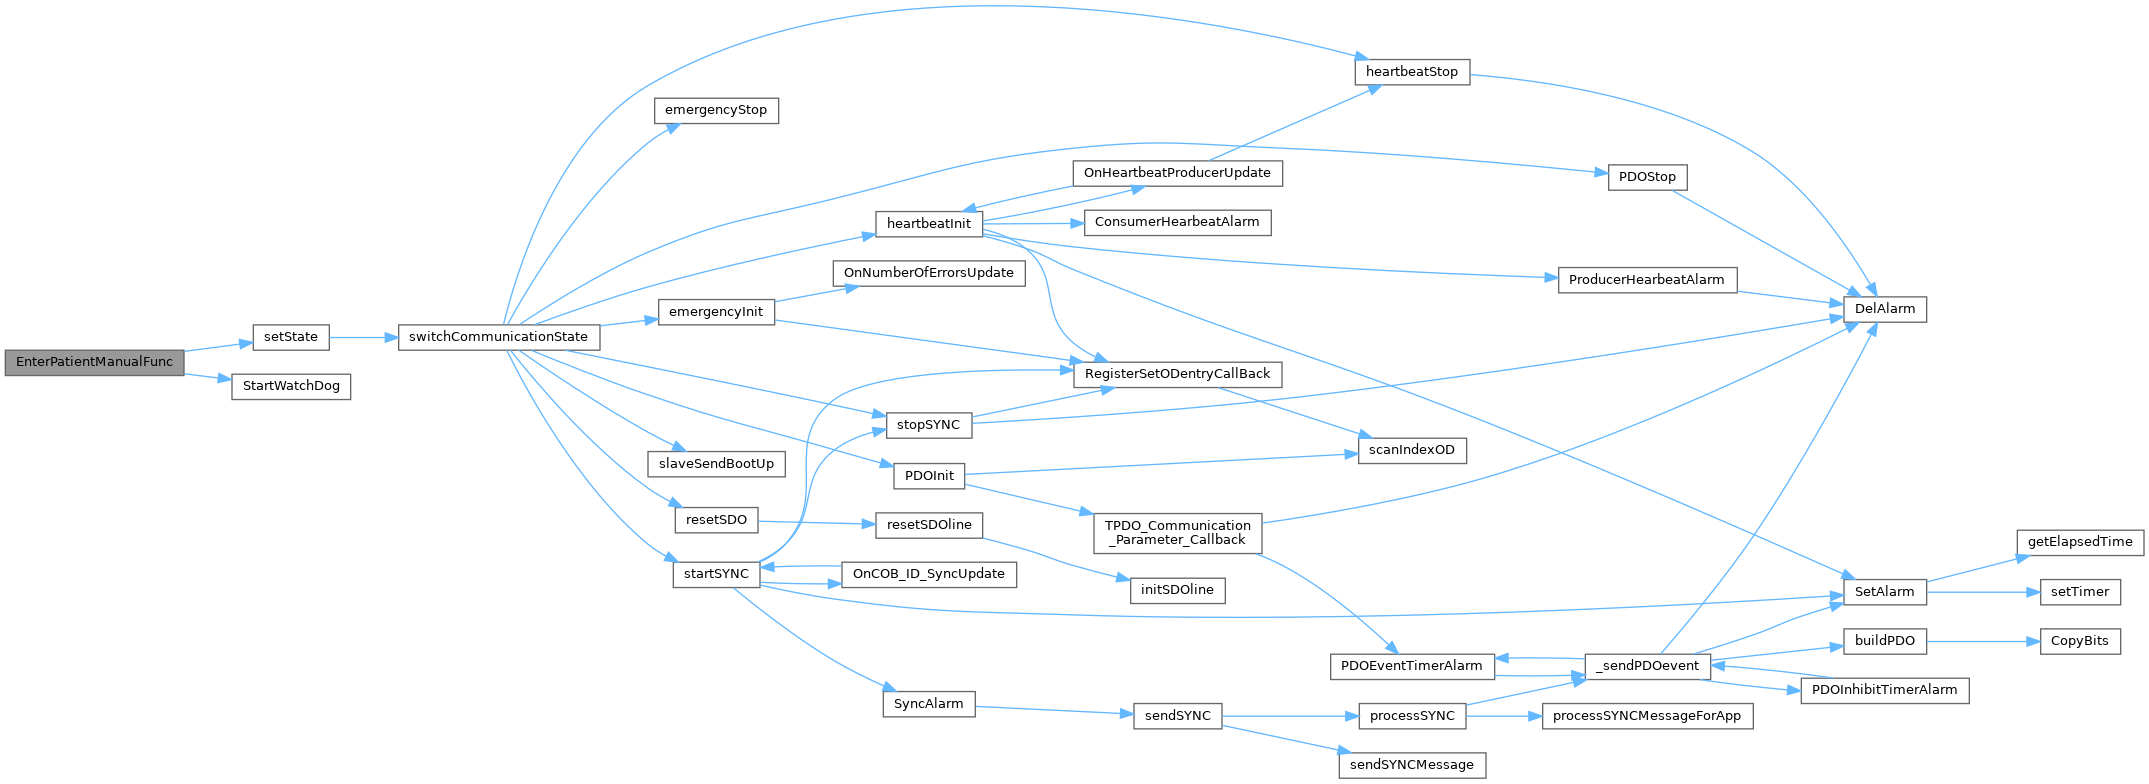 EnterPatientManualFunc
setState
StartWatchDog
switchCommunicationState
emergencyStop
emergencyInit
slaveSendBootUp
resetSDO
startSYNC
heartbeatInit
OnNumberOfErrorsUpdate
stopSYNC
PDOInit
resetSDOline
OnCOB_ID_SyncUpdate
SyncAlarm
OnHeartbeatProducerUpdate
ConsumerHearbeatAlarm
RegisterSetODentryCallBack
TPDO_Communication
_Parameter_Callback
initSDOline
sendSYNC
heartbeatStop
scanIndexOD
PDOEventTimerAlarm
processSYNC
sendSYNCMessage
PDOStop
ProducerHearbeatAlarm
_sendPDOevent
processSYNCMessageForApp
DelAlarm
SetAlarm
buildPDO
PDOInhibitTimerAlarm
getElapsedTime
setTimer
CopyBits